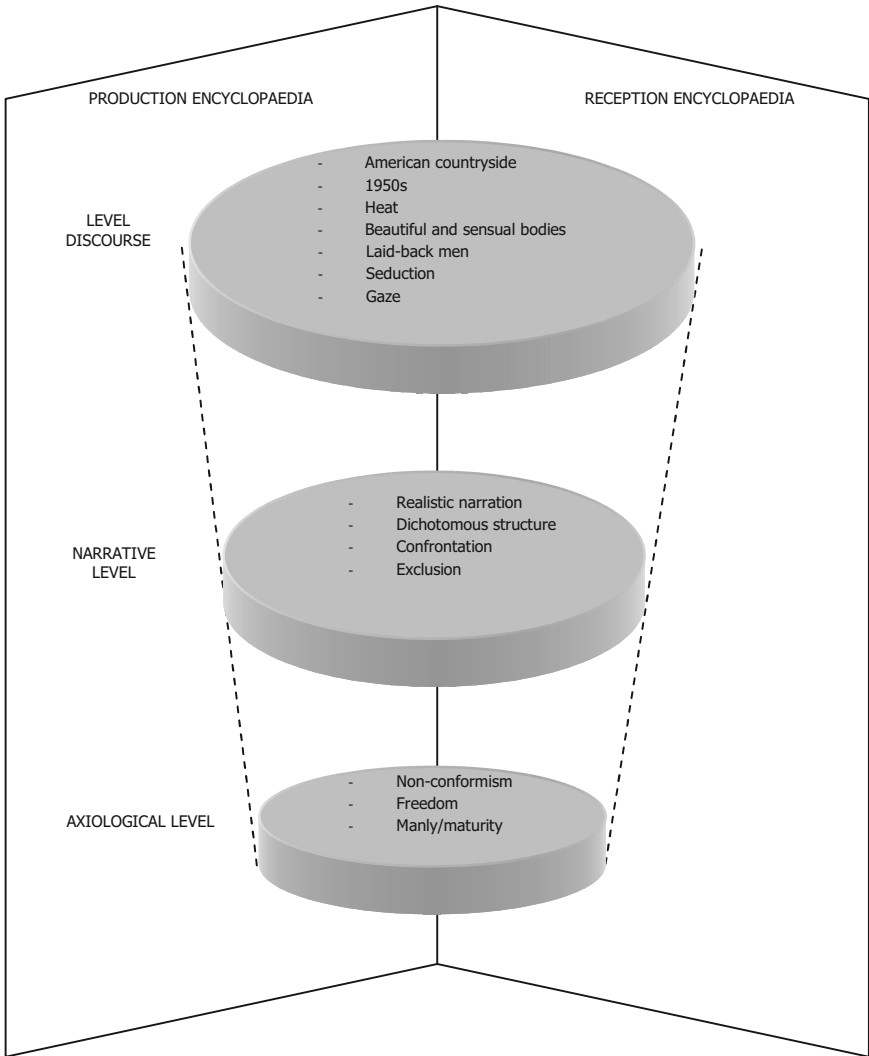 PRODUCTION ENCYCLOPAEDIA
RECEPTION ENCYCLOPAEDIA
LEVEL
DISCOURSE
- American countryside
- 1950s
- Heat
- Beautiful and sensual bodies
- Laid-back men
- Seduction
- Gaze
NARRATIVE
LEVEL
- Realistic narration
- Dichotomous structure
- Confrontation
- Exclusion
AXIOLOGICAL LEVEL
- Non-conformism
- Freedom
- Manly/maturity